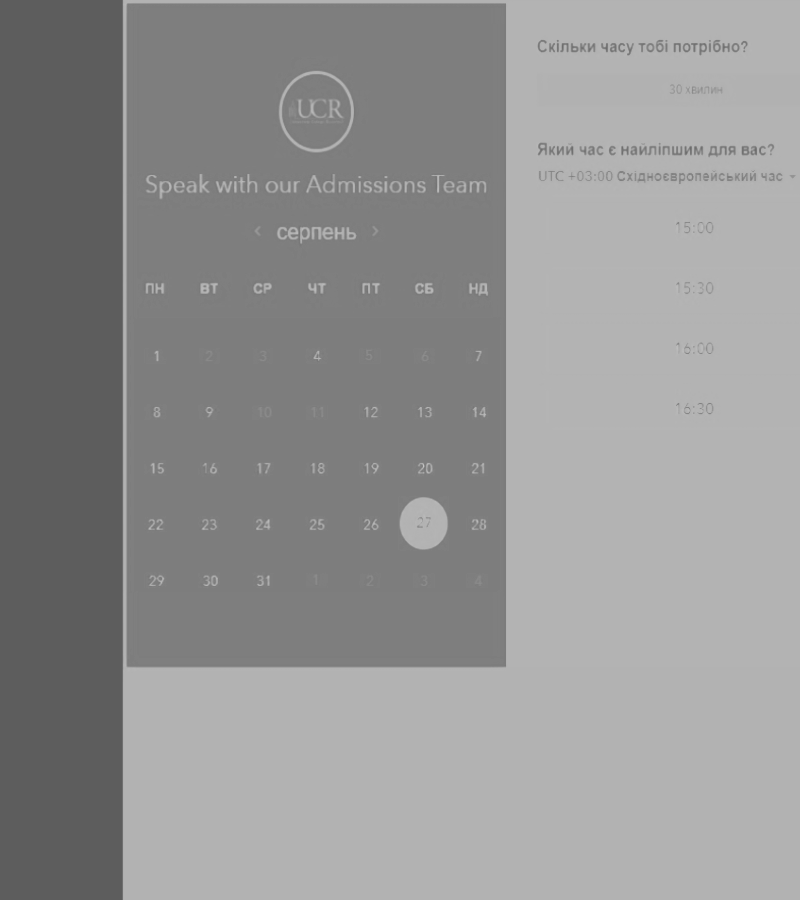 UCR
Speak with our Admissions Team
‹ серпень ›
ПН ВТ СР ЧТ ПТ СБ НД
1 2 3 4 5 6 7
8 9 10 11 12 13 14
15 16 17 18 19 20 21
22 23 24 25 26 27 28
29 30 31 1 2 3 4
Скільки часу тобі потрібно?
30 хвилин
Який час є найліпшим для вас?
UTC +03:00 Східноєвропейський час
15:00
15:30
16:00
16:30